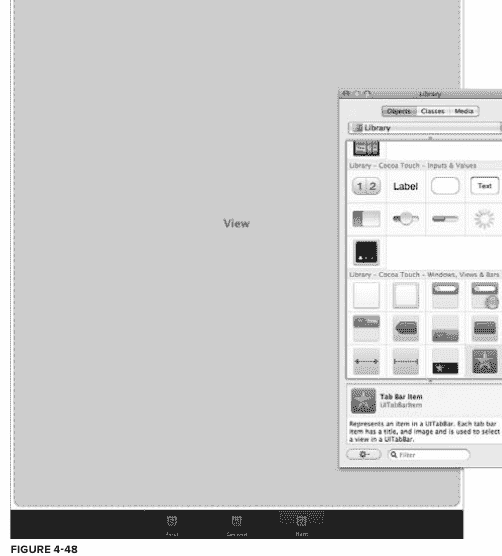 Library
Objects Classes Media
Library
Library – Cocoa Touch – Inputs & Values
1 2 Label Text
View
Library – Cocoa Touch – Windows, Views & Bars
Tab Bar Item
UITabBarItem
Represents an item in a UITabBar. Each tab bar
item has a title, and image and is used to select
a view in a UITabBar.
Filter
Item
FIGURE 4-48